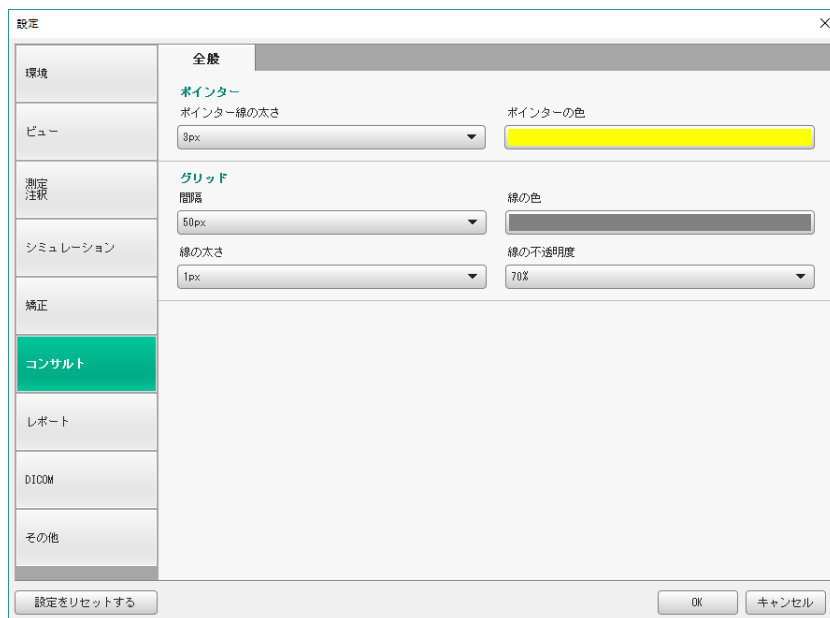 設定
環境
ビュー
測定
注釈
シミュレーション
矯正
コンサルト
レポート
DICOM
その他
全般
ポインター
ポインター線の太さ
ポインターの色
3px
グリッド
間隔
線の色
50px
線の太さ
線の不透明度
1px
70%
設定をリセットする
OK
キャンセル